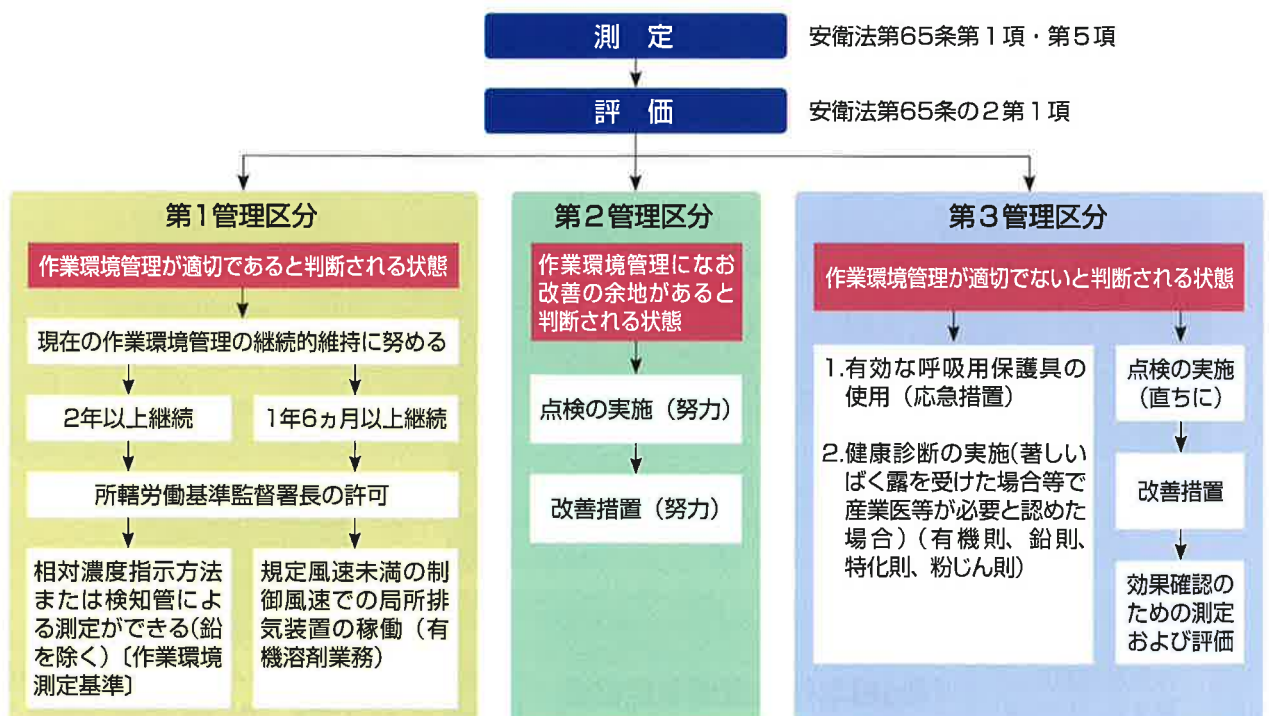 測 定
安衛法第65条第1項・第5項
評 価
安衛法第65条の2第1項
第1管理区分
作業環境管理が適切であると判断される状態
現在の作業環境管理の継続的維持に努める
2年以上継続
1年6ヵ月以上継続
所轄労働基準監督署長の許可
相対濃度指示方法
または検知管によ
る測定ができる(鉛
を除く)〔作業環境
測定基準〕
規定風速未満の制
御風速での局所排
気装置の稼働(有
機溶剤業務)
第2管理区分
作業環境管理になお
改善の余地があると
判断される状態
点検の実施(努力)
改善措置(努力)
第3管理区分
作業環境管理が適切でないと判断される状態
1.有効な呼吸用保護具の
使用(応急措置)
2.健康診断の実施(著しい
ばく露を受けた場合等で
産業医等が必要と認めた
場合)(有機則、鉛則、
特化則、粉じん則)
点検の実施
(直ちに)
改善措置
効果確認の
ための測定
および評価